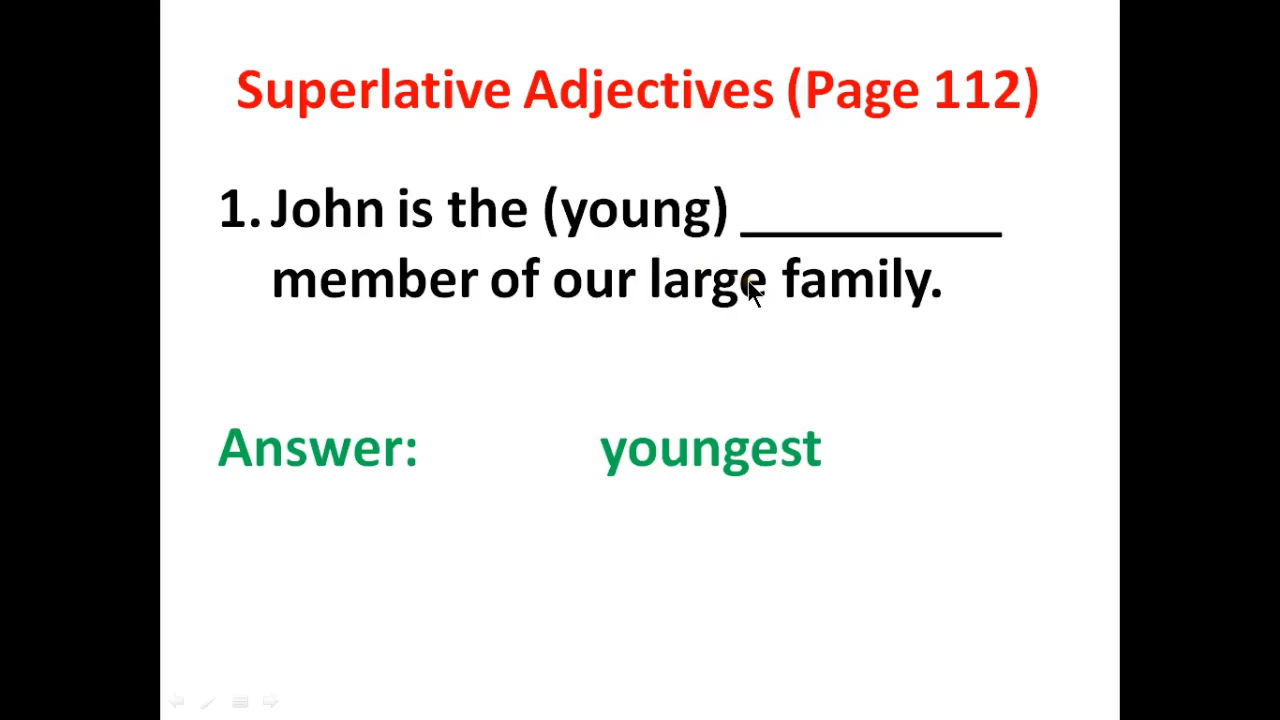 Superlative Adjectives (Page 112)
1. John is the (young) __________
member of our large family.
Answer: youngest